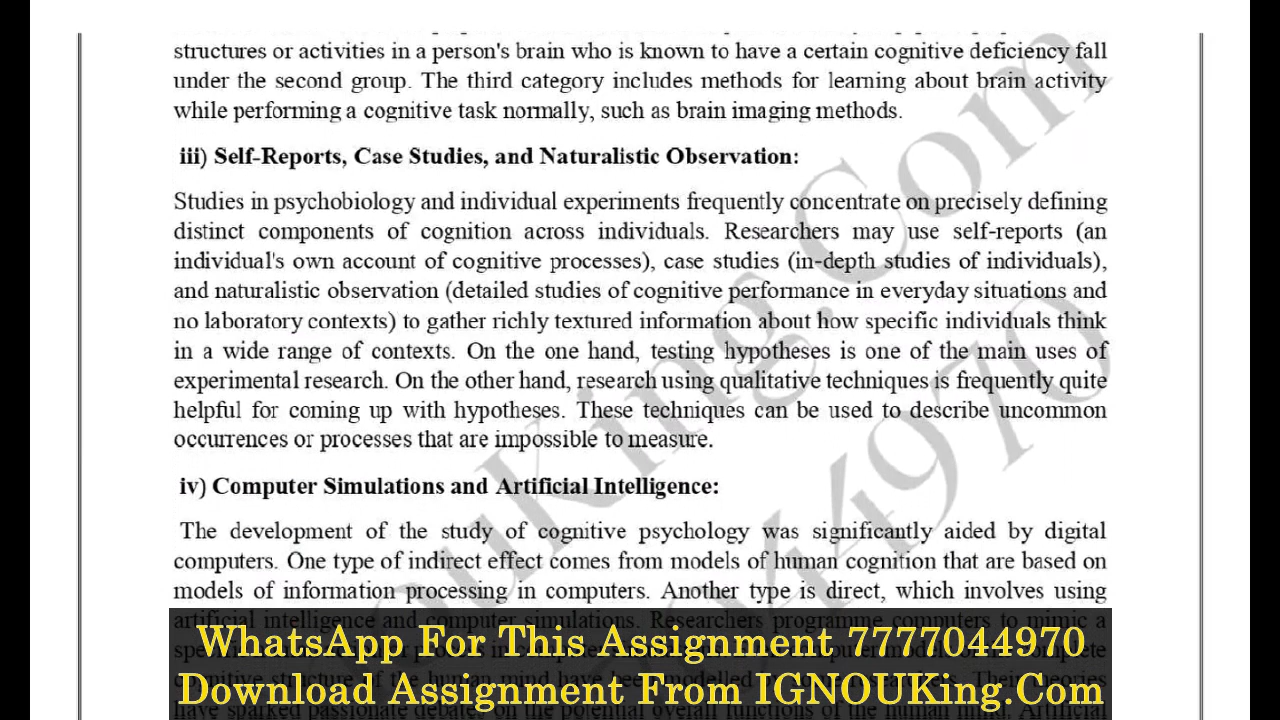 structures or activities in a person's brain who is known to have a certain cognitive deficiency fall
under the second group. The third category includes methods for learning about brain activity
while performing a cognitive task normally, such as brain imaging methods.
iii) Self-Reports, Case Studies, and Naturalistic Observation:
Studies in psychobiology and individual experiments frequently concentrate on precisely defining
distinct components of cognition across individuals. Researchers may use self-reports (an
individual's own account of cognitive processes), case studies (in-depth studies of individuals),
and naturalistic observation (detailed studies of cognitive performance in everyday situations and
no laboratory contexts) to gather richly textured information about how specific individuals think
in a wide range of contexts. On the one hand, testing hypotheses is one of the main uses of
experimental research. On the other hand, research using qualitative techniques is frequently quite
helpful for coming up with hypotheses. These techniques can be used to describe uncommon
occurrences or processes that are impossible to measure.
iv) Computer Simulations and Artificial Intelligence:
The development of the study of cognitive psychology was significantly aided by digital
computers. One type of indirect effect comes from models of human cognition that are based on
models of information processing in computers. Another type is direct, which involves using
artificial intelligence and computer simulations. Researchers programme computers to mimic a
WhatsApp For This Assignment 7777044970
Download Assignment From IGNOUKing.Com